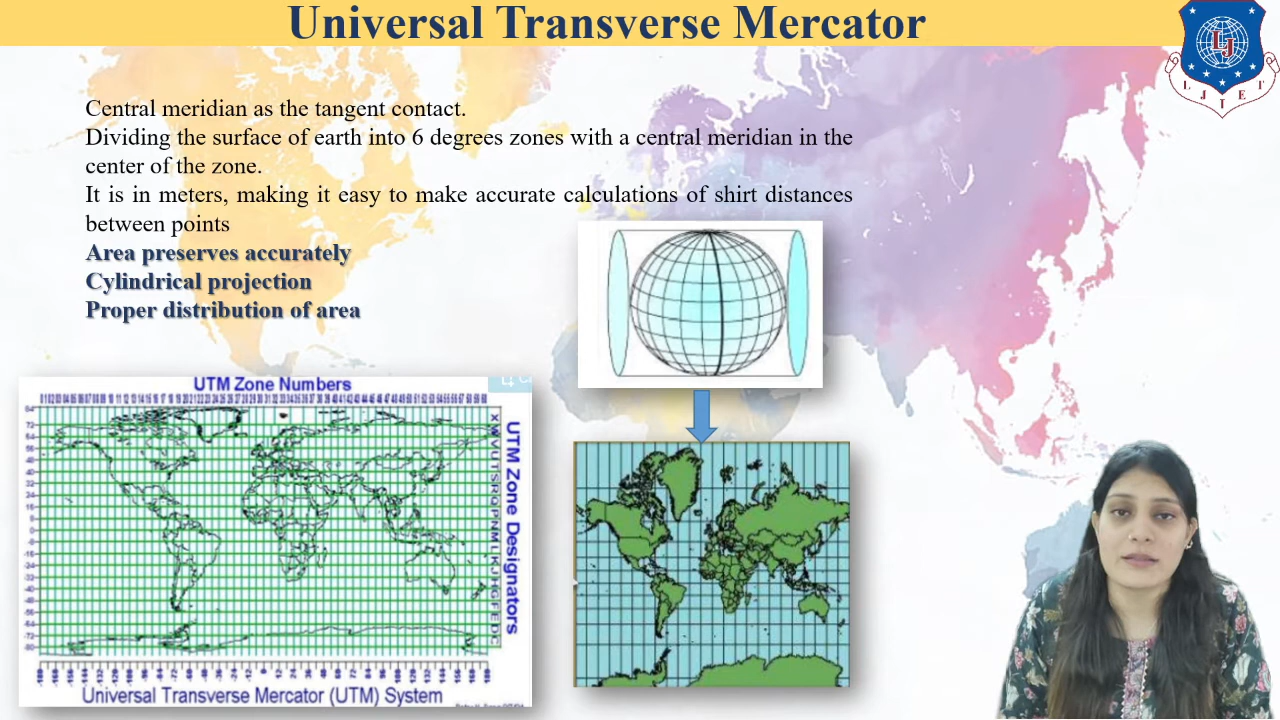 Universal Transverse Mercator
L J I E T
Central meridian as the tangent contact.
Dividing the surface of earth into 6 degrees zones with a central meridian in the
center of the zone.
It is in meters, making it easy to make accurate calculations of shirt distances
between points
Area preserves accurately
Cylindrical projection
Proper distribution of area
UTM Zone Numbers
UTM Zone Designators
X W V U T S R Q P N M L K J H G F E D C
Universal Transverse Mercator (UTM) System